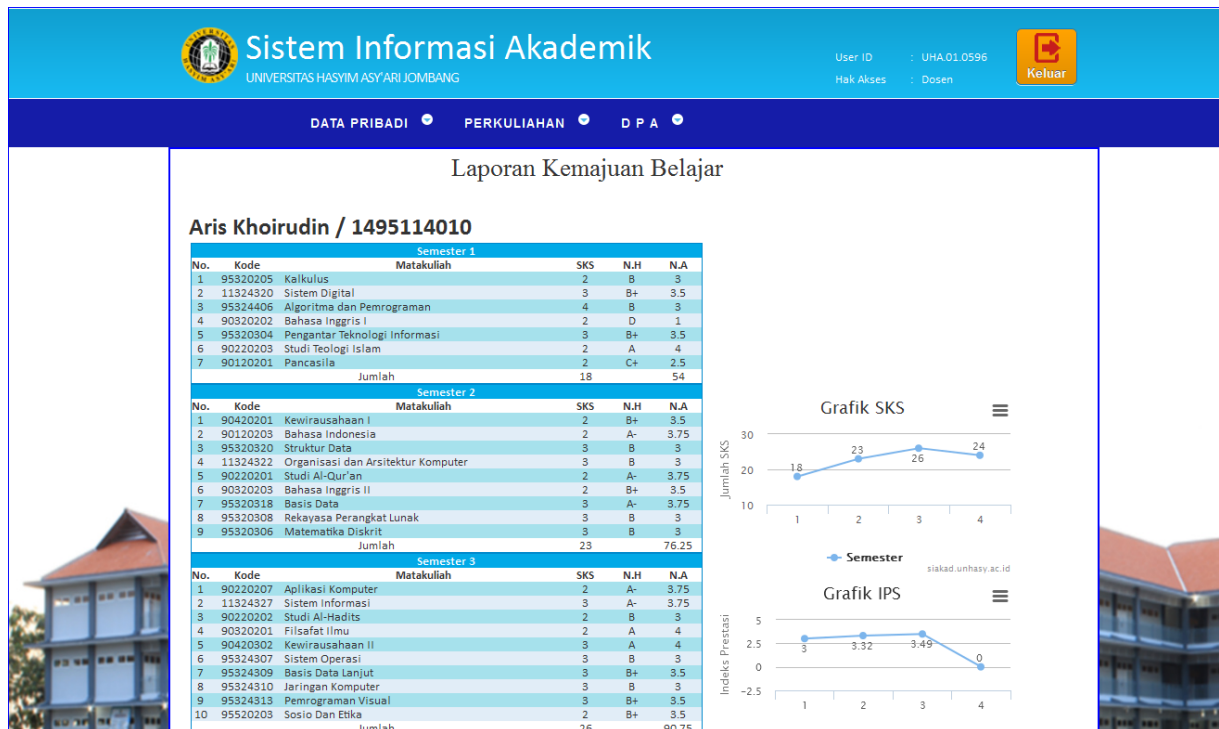 Sistem Informasi Akademik
UNIVERSITAS HASYIM ASY'ARI JOMBANG
User ID : UHA.01.0596
Hak Akses : Dosen
Keluar
DATA PRIBADI PERKULIAHAN D P A
Laporan Kemajuan Belajar
Aris Khoirudin / 1495114010
Semester 1
No. Kode Matakuliah SKS N.H N.A
1 95320205 Kalkulus 2 B 3
2 11324320 Sistem Digital 3 B+ 3.5
3 95324406 Algoritma dan Pemrograman 4 B 3
4 90320202 Bahasa Inggris I 2 D 1
5 95320304 Pengantar Teknologi Informasi 3 B+ 3.5
6 90220203 Studi Teologi Islam 2 A 4
7 90120201 Pancasila 2 C+ 2.5
Jumlah 18 54
Semester 2
No. Kode Matakuliah SKS N.H N.A
1 90420201 Kewirausahaan I 2 B+ 3.5
2 90120203 Bahasa Indonesia 2 A- 3.75
3 95320320 Struktur Data 3 B 3
4 11324322 Organisasi dan Arsitektur Komputer 3 B 3
5 90220201 Studi Al-Qur'an 2 A- 3.75
6 90320203 Bahasa Inggris II 2 B+ 3.5
7 95320318 Basis Data 3 A- 3.75
8 95320308 Rekayasa Perangkat Lunak 3 B 3
9 95320306 Matematika Diskrit 3 B 3
Jumlah 23 76.25
Semester 3
No. Kode Matakuliah SKS N.H N.A
1 90220207 Aplikasi Komputer 2 A- 3.75
2 11324327 Sistem Informasi 3 A- 3.75
3 90220202 Studi Al-Hadits 2 B 3
4 90320201 Filsafat Ilmu 2 A 4
5 90420302 Kewirausahaan II 3 A 4
6 95324307 Sistem Operasi 3 B 3
7 95324309 Basis Data Lanjut 3 B+ 3.5
8 95324310 Jaringan Komputer 3 B 3
9 95324313 Pemrograman Visual 3 B+ 3.5
10 95520203 Sosio Dan Etika 2 B+ 3.5
Jumlah 26 90.75
Grafik SKS
Jumlah SKS
30
20
10
18 23 26 24
1 2 3 4
Semester
siakad.unhasy.ac.id
Grafik IPS
Indeks Prestasi
5
2.5
0
-2.5
3 3.32 3.49 0
1 2 3 4